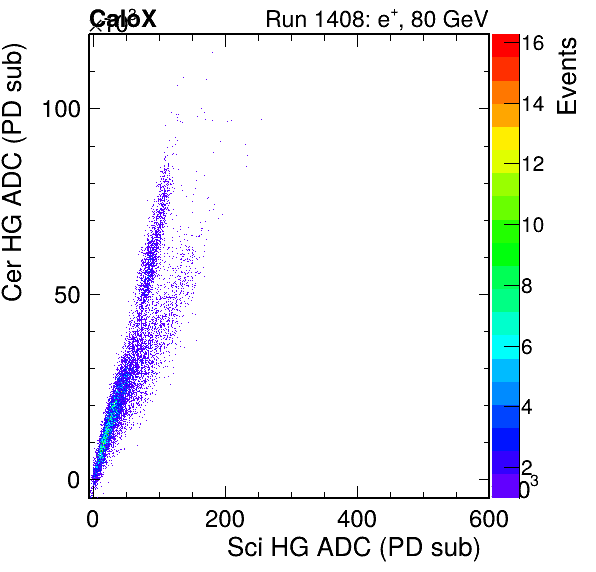 CaloX
×10³
Run 1408: e⁺, 80 GeV
Cer HG ADC (PD sub)
100
50
0
0 200 400 600
Sci HG ADC (PD sub)
Events
16
14
12
10
8
6
4
2
0